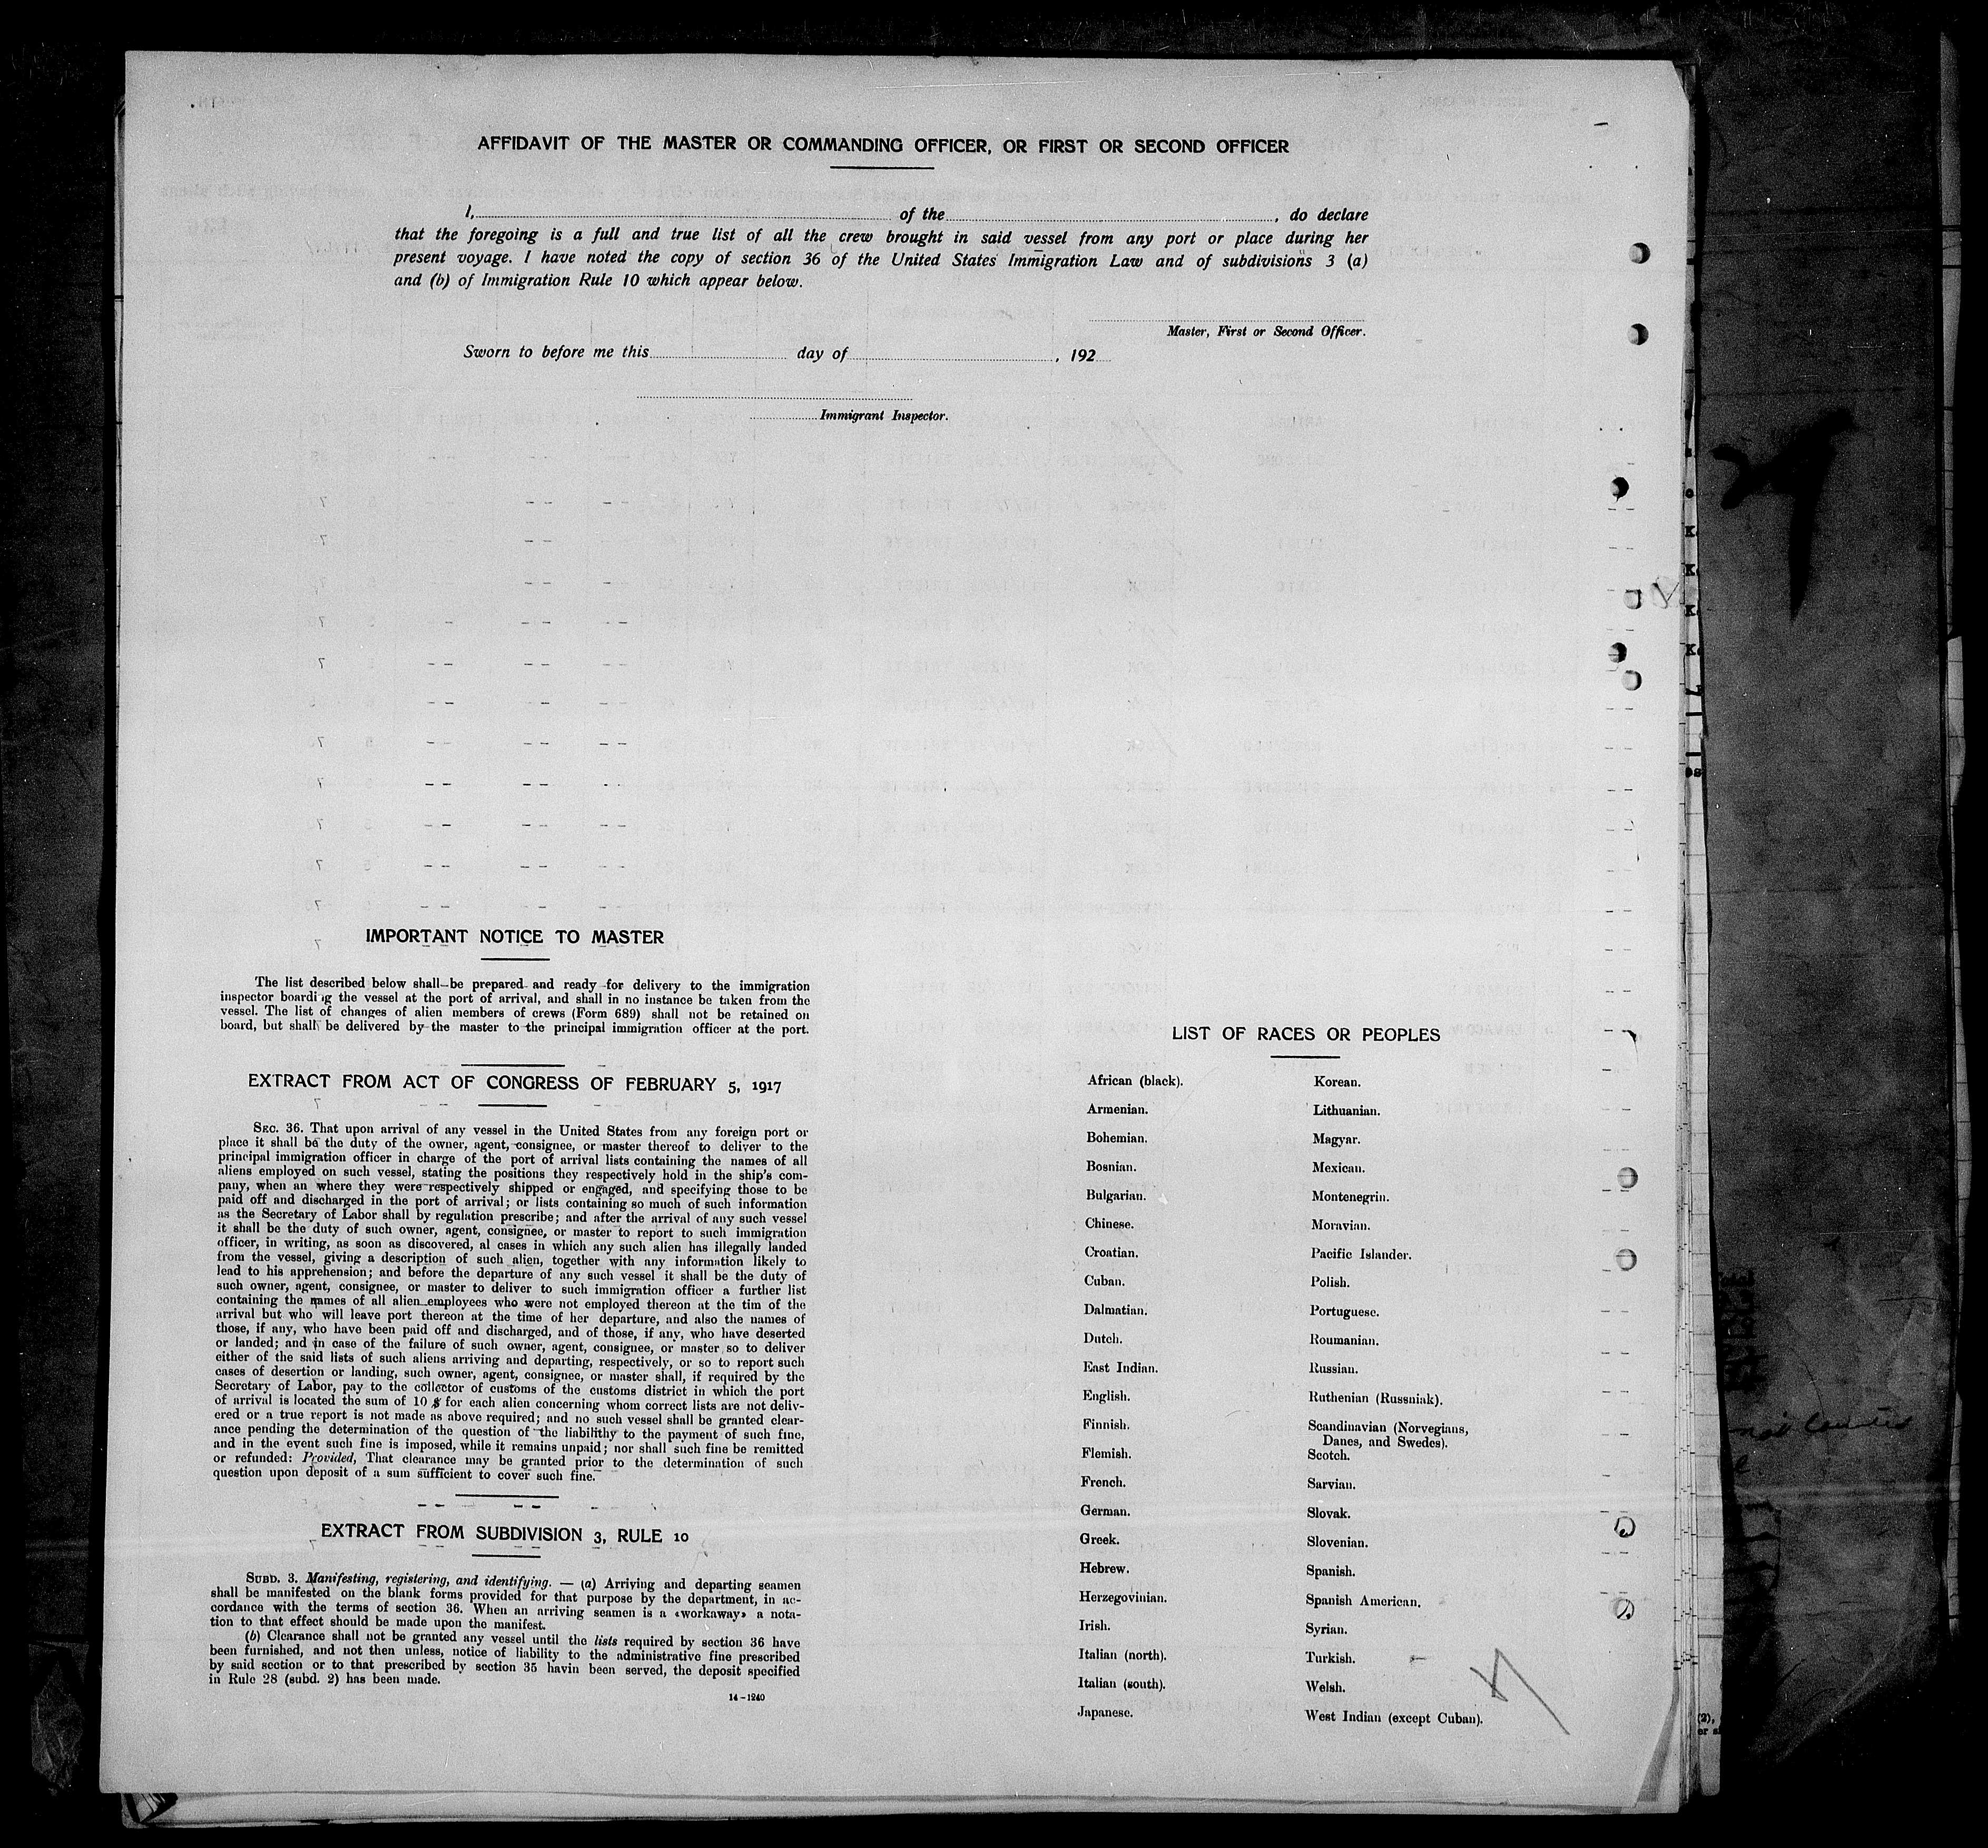 AFFIDAVIT OF THE MASTER OR COMMANDING OFFICER, OR FIRST OR SECOND OFFICER
I, of the , do declare
that the foregoing is a full and true list of all the crew brought in said vessel from any port or place during her
present voyage. I have noted the copy of section 36 of the United States Immigration Law and of subdivisions 3 (a)
and (b) of Immigration Rule 10 which appear below.
Master, First or Second Officer.
Sworn to before me this day of , 192
Immigrant Inspector.
IMPORTANT NOTICE TO MASTER
The list described below shall be prepared and ready for delivery to the immigration
inspector boarding the vessel at the port of arrival, and shall in no instance be taken from the
vessel. The list of changes of alien members of crews (Form 689) shall not be retained on
board, but shall be delivered by the master to the principal immigration officer at the port.
EXTRACT FROM ACT OF CONGRESS OF FEBRUARY 5, 1917
SEC. 36. That upon arrival of any vessel in the United States from any foreign port or
place it shall be the duty of the owner, agent, consignee, or master thereof to deliver to the
principal immigration officer in charge of the port of arrival lists containing the names of all
aliens employed on such vessel, stating the positions they respectively hold in the ship's com-
pany, when an where they were respectively shipped or engaged, and specifying those to be
paid off and discharged in the port of arrival; or lists containing so much of such information
as the Secretary of Labor shall by regulation prescribe; and after the arrival of any such vessel
it shall be the duty of such owner, agent, consignee, or master to report to such immigration
officer, in writing, as soon as discovered, al cases in which any such alien has illegally landed
from the vessel, giving a description of such alien, together with any information likely to
lead to his apprehension; and before the departure of any such vessel it shall be the duty of
such owner, agent, consignee, or master to deliver to such immigration officer a further list
containing the names of all alien employees who were not employed thereon at the tim of the
arrival but who will leave port thereon at the time of her departure, and also the names of
those, if any, who have been paid off and discharged, and of those, if any, who have deserted
or landed; and in case of the failure of such owner, agent, consignee, or master so to deliver
either of the said lists of such aliens arriving and departing, respectively, or so to report such
cases of desertion or landing, such owner, agent, consignee, or master shall, if required by the
Secretary of Labor, pay to the collector of customs of the customs district in which the port
of arrival is located the sum of 10 $ for each alien concerning whom correct lists are not deliv-
ered or a true report is not made as above required; and no such vessel shall be granted clear-
ance pending the determination of the question of the liabilithy to the payment of such fine,
and in the event such fine is imposed, while it remains unpaid; nor shall such fine be remitted
or refunded: Provided, That clearance may be granted prior to the determination of such
question upon deposit of a sum sufficient to cover such fine.
EXTRACT FROM SUBDIVISION 3, RULE 10
SUBD. 3. Manifesting, registering, and identifying. — (a) Arriving and departing seamen
shall be manifested on the blank forms provided for that purpose by the department, in ac-
cordance with the terms of section 36. When an arriving seamen is a «workaway» a nota-
tion to that effect should be made upon the manifest.
(b) Clearance shall not be granted any vessel until the lists required by section 36 have
been furnished, and not then unless, notice of liability to the administrative fine prescribed
by said section or to that prescribed by section 35 havin been served, the deposit specified
in Rule 28 (subd. 2) has been made.
14-1240
LIST OF RACES OR PEOPLES
African (black).
Armenian.
Bohemian.
Bosnian.
Bulgarian.
Chinese.
Croatian.
Cuban.
Dalmatian.
Dutch.
East Indian.
English.
Finnish.
Flemish.
French.
German.
Greek.
Hebrew.
Herzegovinian.
Irish.
Italian (north).
Italian (south).
Japanese.
Korean.
Lithuanian.
Magyar.
Mexican.
Montenegrin.
Moravian.
Pacific Islander.
Polish.
Portuguese.
Roumanian.
Russian.
Ruthenian (Russniak).
Scandinavian (Norvegians,
Danes, and Swedes).
Scotch.
Sarvian.
Slovak.
Slovenian.
Spanish.
Spanish American.
Syrian.
Turkish.
Welsh.
West Indian (except Cuban).